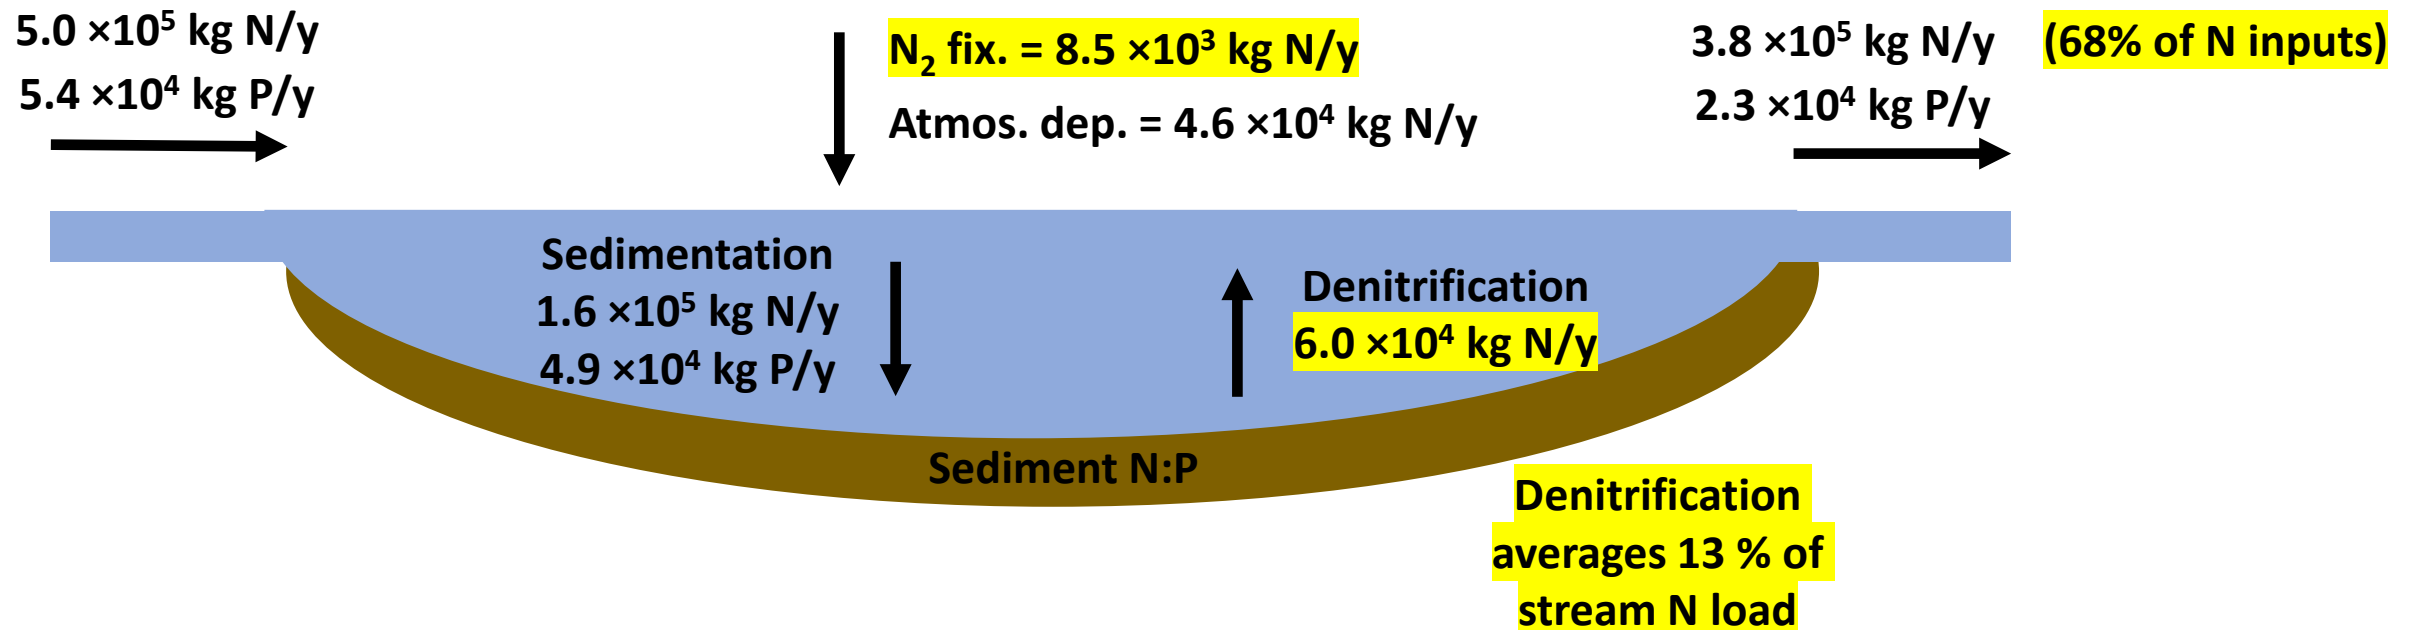 5.0 ×10⁵ kg N/y
5.4 ×10⁴ kg P/y
N₂ fix. = 8.5 ×10³ kg N/y
Atmos. dep. = 4.6 ×10⁴ kg N/y
3.8 ×10⁵ kg N/y (68% of N inputs)
2.3 ×10⁴ kg P/y
Sedimentation
1.6 ×10⁵ kg N/y
4.9 ×10⁴ kg P/y
Denitrification
6.0 ×10⁴ kg N/y
Sediment N:P
Denitrification
averages 13 % of
stream N load